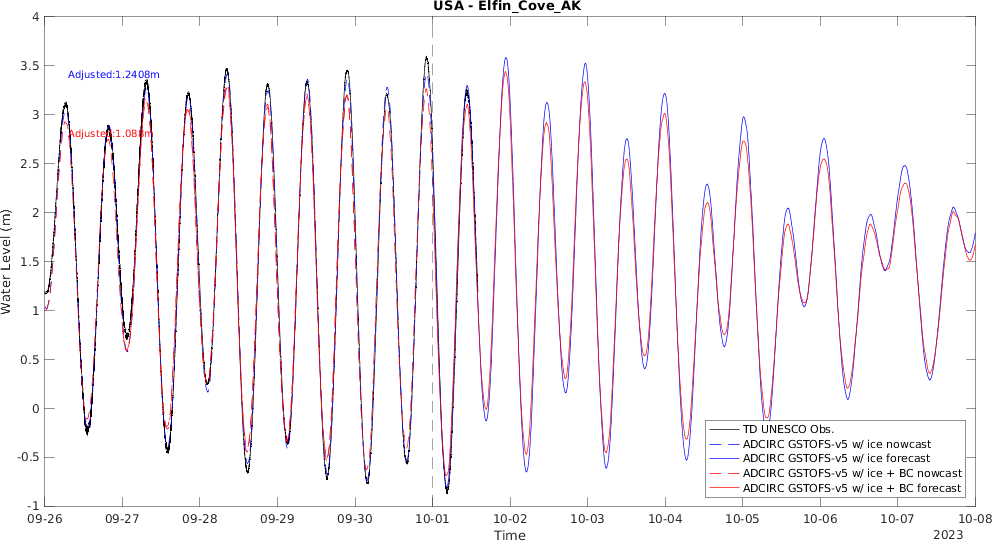 USA - Elfin_Cove_AK
Water Level (m)
4
3.5
3
2.5
2
1.5
1
0.5
0
-0.5
-1
Adjusted:1.2408m
Adjusted:1.088m
TD UNESCO Obs.
ADCIRC GSTOFS-v5 w/ ice nowcast
ADCIRC GSTOFS-v5 w/ ice forecast
ADCIRC GSTOFS-v5 w/ ice + BC nowcast
ADCIRC GSTOFS-v5 w/ ice + BC forecast
09-26 09-27 09-28 09-29 09-30 10-01 10-02 10-03 10-04 10-05 10-06 10-07 10-08
Time
2023